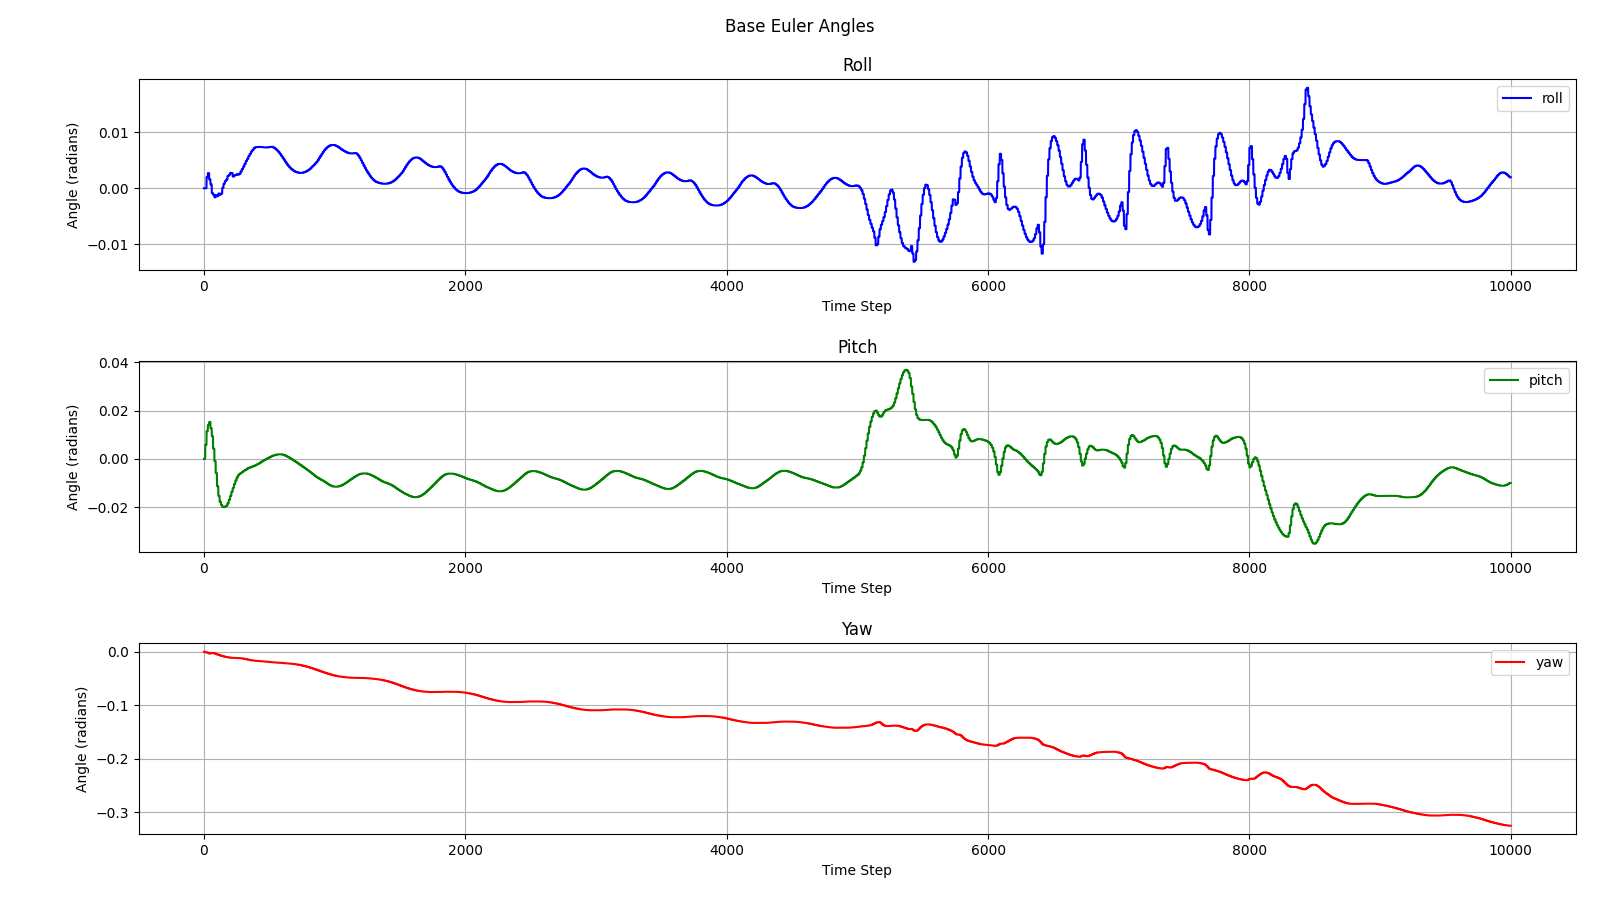 Base Euler Angles
Roll
Angle (radians)
0.01
0.00
−0.01
roll
0 2000 4000 6000 8000 10000
Time Step
Pitch
Angle (radians)
0.04
0.02
0.00
−0.02
pitch
0 2000 4000 6000 8000 10000
Time Step
Yaw
Angle (radians)
0.0
−0.1
−0.2
−0.3
yaw
0 2000 4000 6000 8000 10000
Time Step